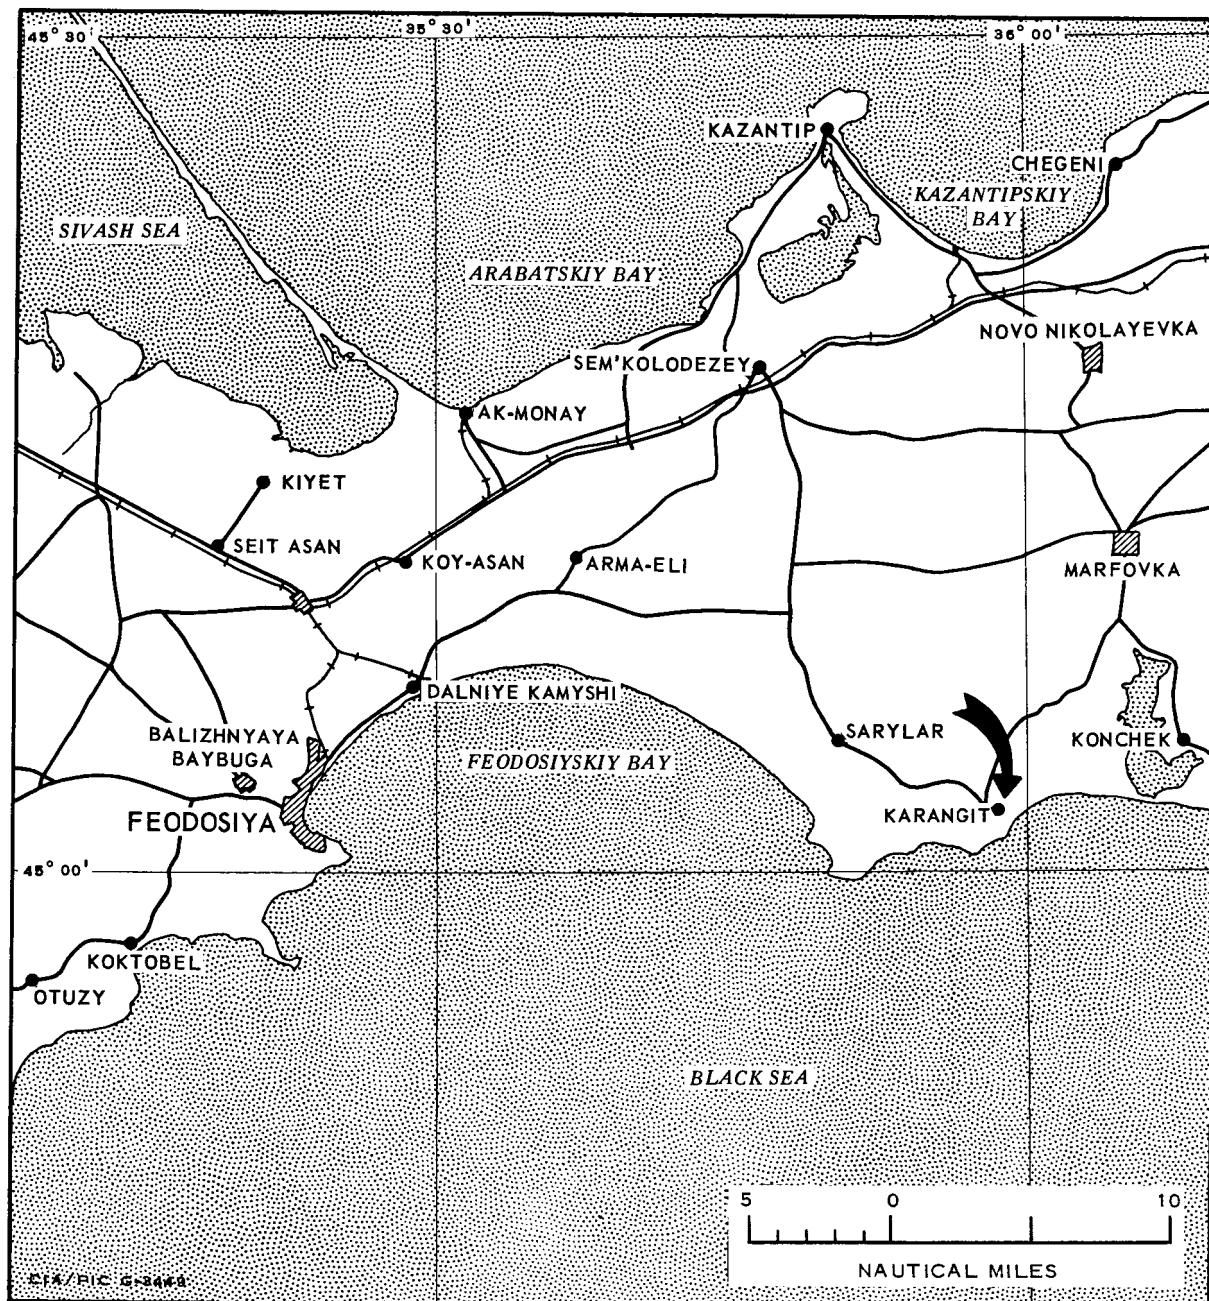 45° 30'
35° 30'
36° 00'
KAZANTIP
CHEGENI
KAZANTIPSKIY
BAY
SIVASH SEA
ARABATSKIY BAY
NOVO NIKOLAYEVKA
SEM'KOLODEZEY
AK-MONAY
KIYET
SEIT ASAN
KOY-ASAN
ARMA-ELI
MARFOVKA
DALNIYE KAMYSHI
BALIZHNYAYA
BAYBUGA
SARYLAR
KONCHEK
FEODOSIYSKIY BAY
KARANGIT
FEODOSIYA
45° 00'
KOKTOBEL
OTUZY
BLACK SEA
5 0 10
NAUTICAL MILES
CIA/PIC G-3449